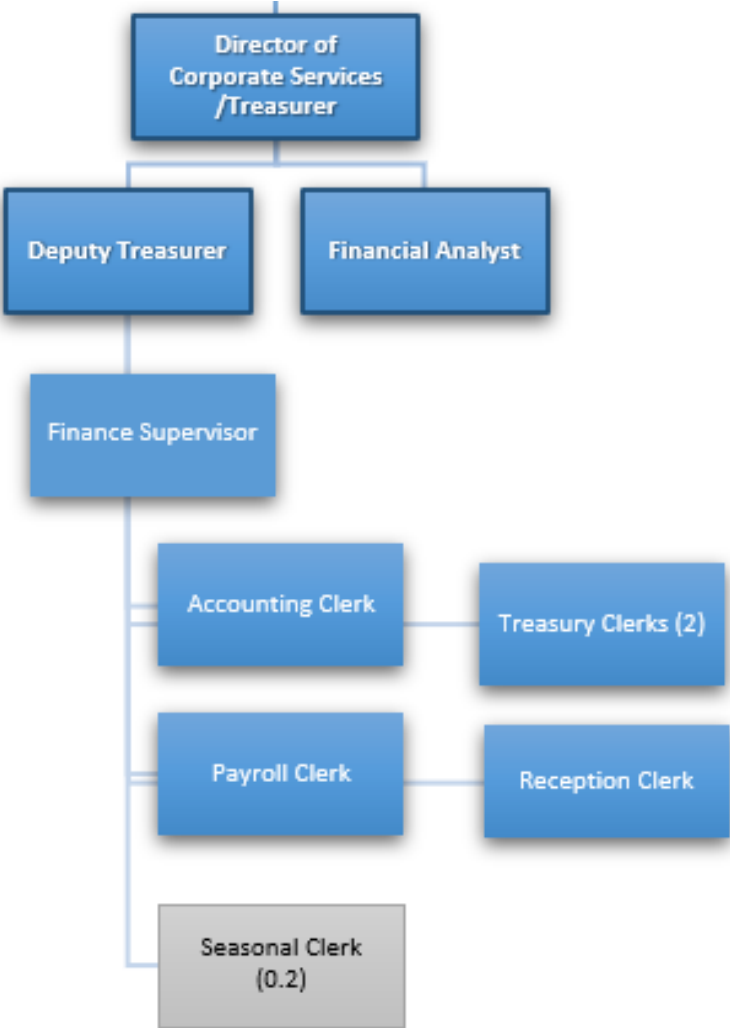 Director of
Corporate Services
/Treasurer
Deputy Treasurer
Financial Analyst
Finance Supervisor
Accounting Clerk
Treasury Clerks (2)
Payroll Clerk
Reception Clerk
Seasonal Clerk
(0.2)